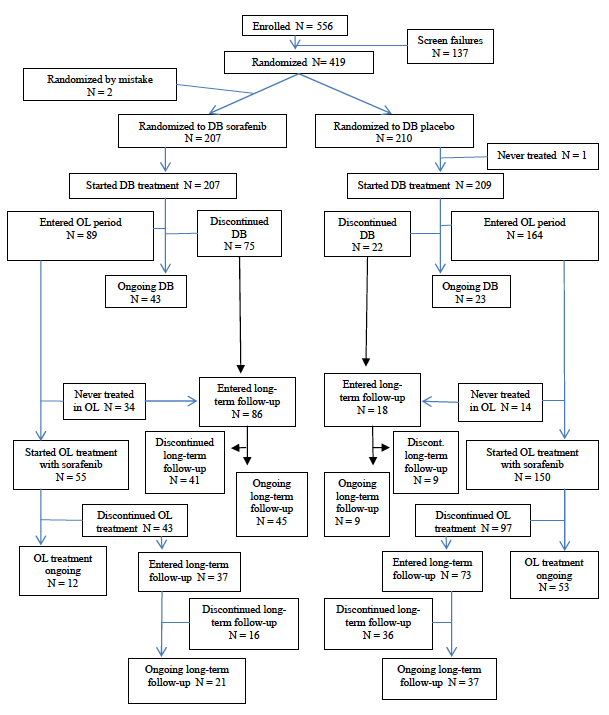 Enrolled N = 556
Screen failures
N = 137
Randomized N= 419
Randomized by mistake
N = 2
Randomized to DB sorafenib
N = 207
Randomized to DB placebo
N = 210
Never treated N = 1
Started DB treatment N = 207
Started DB treatment N = 209
Entered OL period
N = 89
Discontinued
DB
N = 75
Discontinued
DB
N = 22
Entered OL period
N = 164
Ongoing DB
N = 43
Ongoing DB
N = 23
Never treated
in OL N = 34
Entered long-
term follow-up
N = 86
Entered long-
term follow-up
N = 18
Never treated
in OL N = 14
Started OL treatment
with sorafenib
N = 55
Discontinued
long-term
follow-up
N = 41
Ongoing
long-term
follow-up
N = 45
Ongoing
long-term
follow-up
N = 9
Discont.
long-term
follow-up
N = 9
Started OL treatment
with sorafenib
N = 150
Discontinued OL
treatment N = 43
Discontinued OL
treatment N = 97
OL treatment
ongoing
N = 12
Entered long-term
follow-up N = 37
Entered long-term
follow-up N = 73
OL treatment
ongoing
N = 53
Discontinued long-
term follow-up
N = 16
Discontinued long-
term follow-up
N = 36
Ongoing long-term
follow-up N = 21
Ongoing long-term
follow-up N = 37